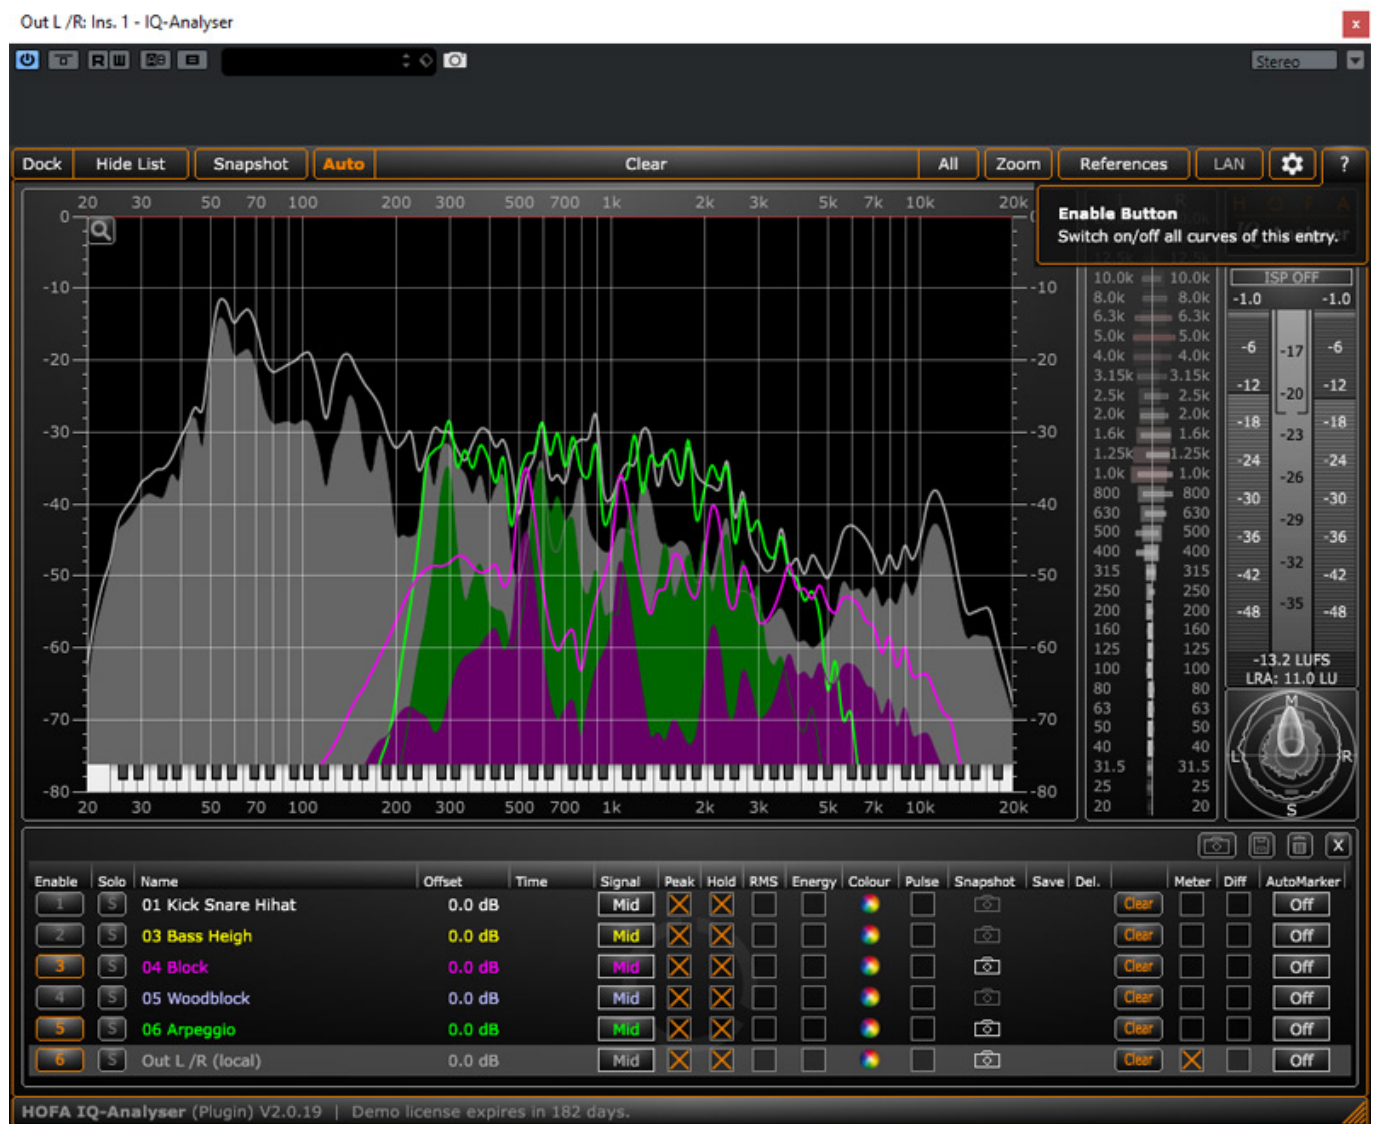 Out L /R: Ins. 1 - IQ-Analyser
x
R W
Stereo
Dock Hide List Snapshot Auto Clear All Zoom References LAN ?
20 30 50 70 100 200 300 500 700 1k 2k 3k 5k 7k 10k 20k
Enable Button
Switch on/off all curves of this entry.
0
-10 -10
-20 -20
-30 -30
-40 -40
-50 -50
-60 -60
-70 -70
-80 -80
20 30 50 70 100 200 300 500 700 1k 2k 3k 5k 7k 10k 20k
10.0k 10.0k
8.0k 8.0k
6.3k 6.3k
5.0k 5.0k
4.0k 4.0k
3.15k 3.15k
2.5k 2.5k
2.0k 2.0k
1.6k 1.6k
1.25k 1.25k
1.0k 1.0k
800 800
630 630
500 500
400 400
315 315
250 250
200 200
160 160
125 125
100 100
80 80
63 63
50 50
40 40
31.5 31.5
25 25
20 20
ISP OFF
-1.0 -1.0
-6 -17 -6
-12 -20 -12
-18 -23 -18
-24 -26 -24
-30 -29 -30
-36 -32 -36
-42 -35 -42
-48 -48
-13.2 LUFS
LRA: 11.0 LU
M
L R
S
X
Enable Solo Name Offset Time Signal Peak Hold RMS Energy Colour Pulse Snapshot Save Del. Meter Diff AutoMarker
1 S 01 Kick Snare Hihat 0.0 dB Mid Clear Off
2 S 03 Bass Heigh 0.0 dB Mid Clear Off
3 S 04 Block 0.0 dB Mid Clear Off
4 S 05 Woodblock 0.0 dB Mid Clear Off
5 S 06 Arpeggio 0.0 dB Mid Clear Off
6 S Out L /R (local) 0.0 dB Mid Clear Off
HOFA IQ-Analyser (Plugin) V2.0.19 | Demo license expires in 182 days.